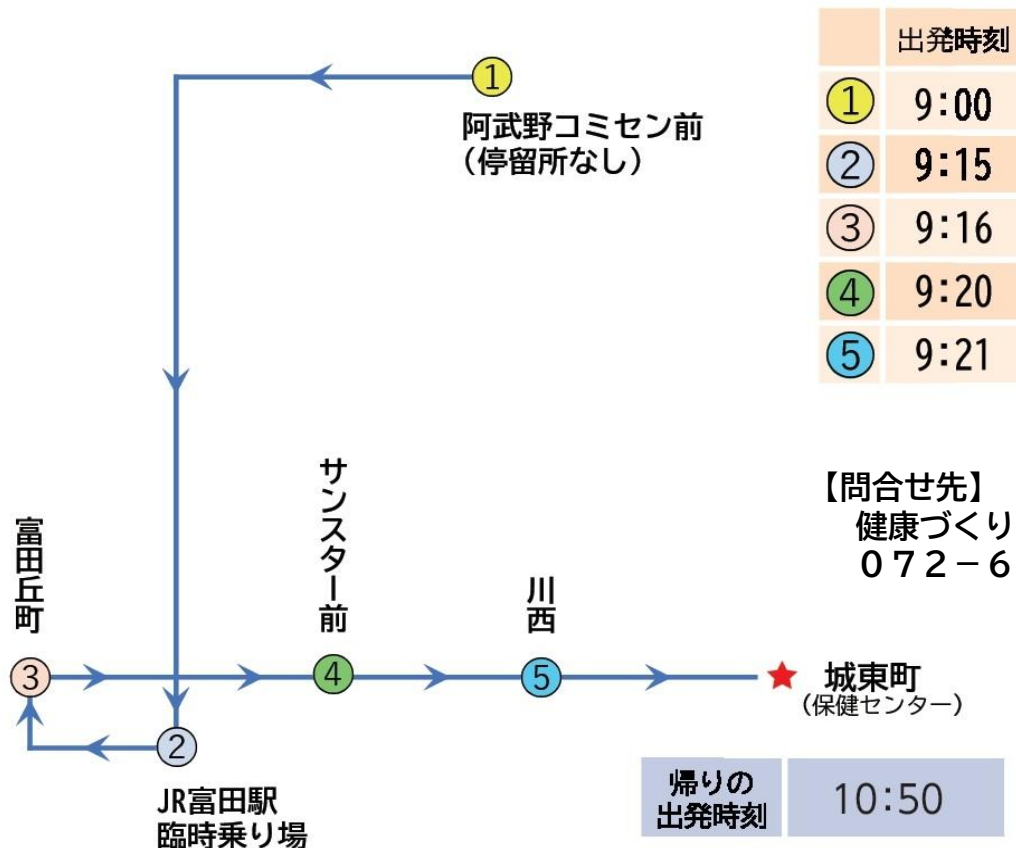 ①
阿武野コミセン前
(停留所なし)
出発時刻
① 9:00
② 9:15
③ 9:16
④ 9:20
⑤ 9:21
【問合せ先】
健康づくり
072-6
富田丘町
サンスター前
川西
③
④
⑤
★ 城東町
(保健センター)
②
JR富田駅
臨時乗り場
帰りの
出発時刻
10:50